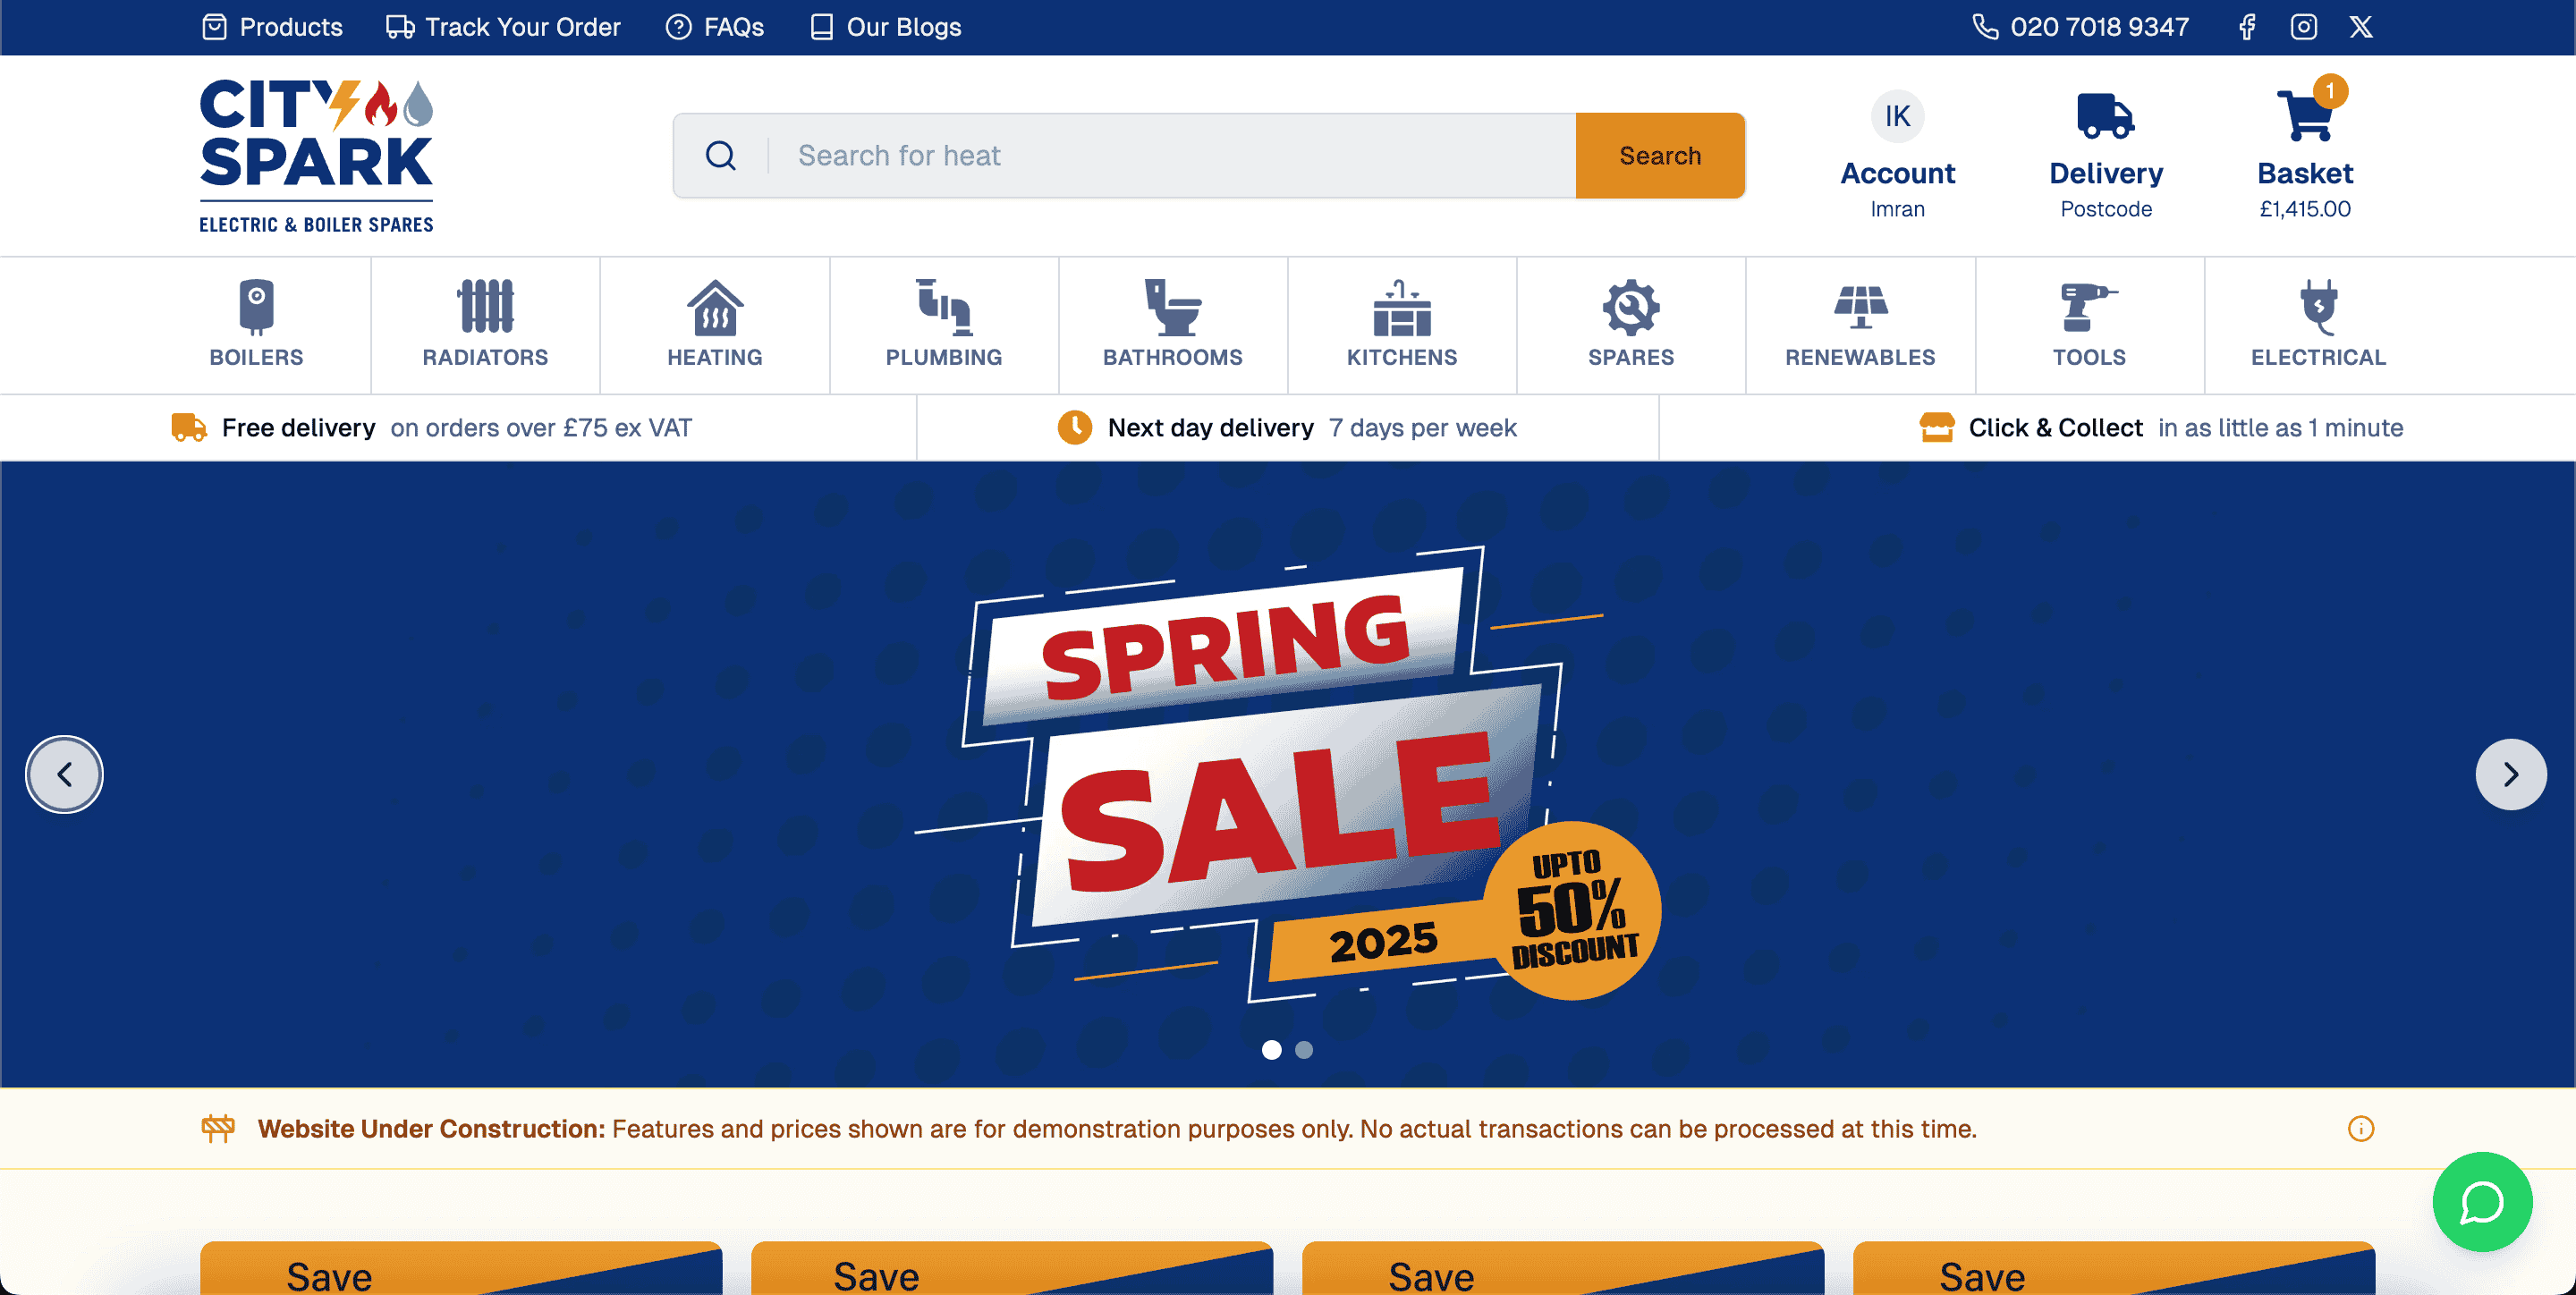 Products Track Your Order FAQs Our Blogs 020 7018 9347
CITY
SPARK
ELECTRIC & BOILER SPARES
Search for heat
Search
IK
Account
Imran
Delivery
Postcode
1
Basket
£1,415.00
BOILERS RADIATORS HEATING PLUMBING BATHROOMS KITCHENS SPARES RENEWABLES TOOLS ELECTRICAL
Free delivery on orders over £75 ex VAT
Next day delivery 7 days per week
Click & Collect in as little as 1 minute
SPRING
SALE
2025
UPTO
50%
DISCOUNT
Website Under Construction: Features and prices shown are for demonstration purposes only. No actual transactions can be processed at this time.
Save Save Save Save